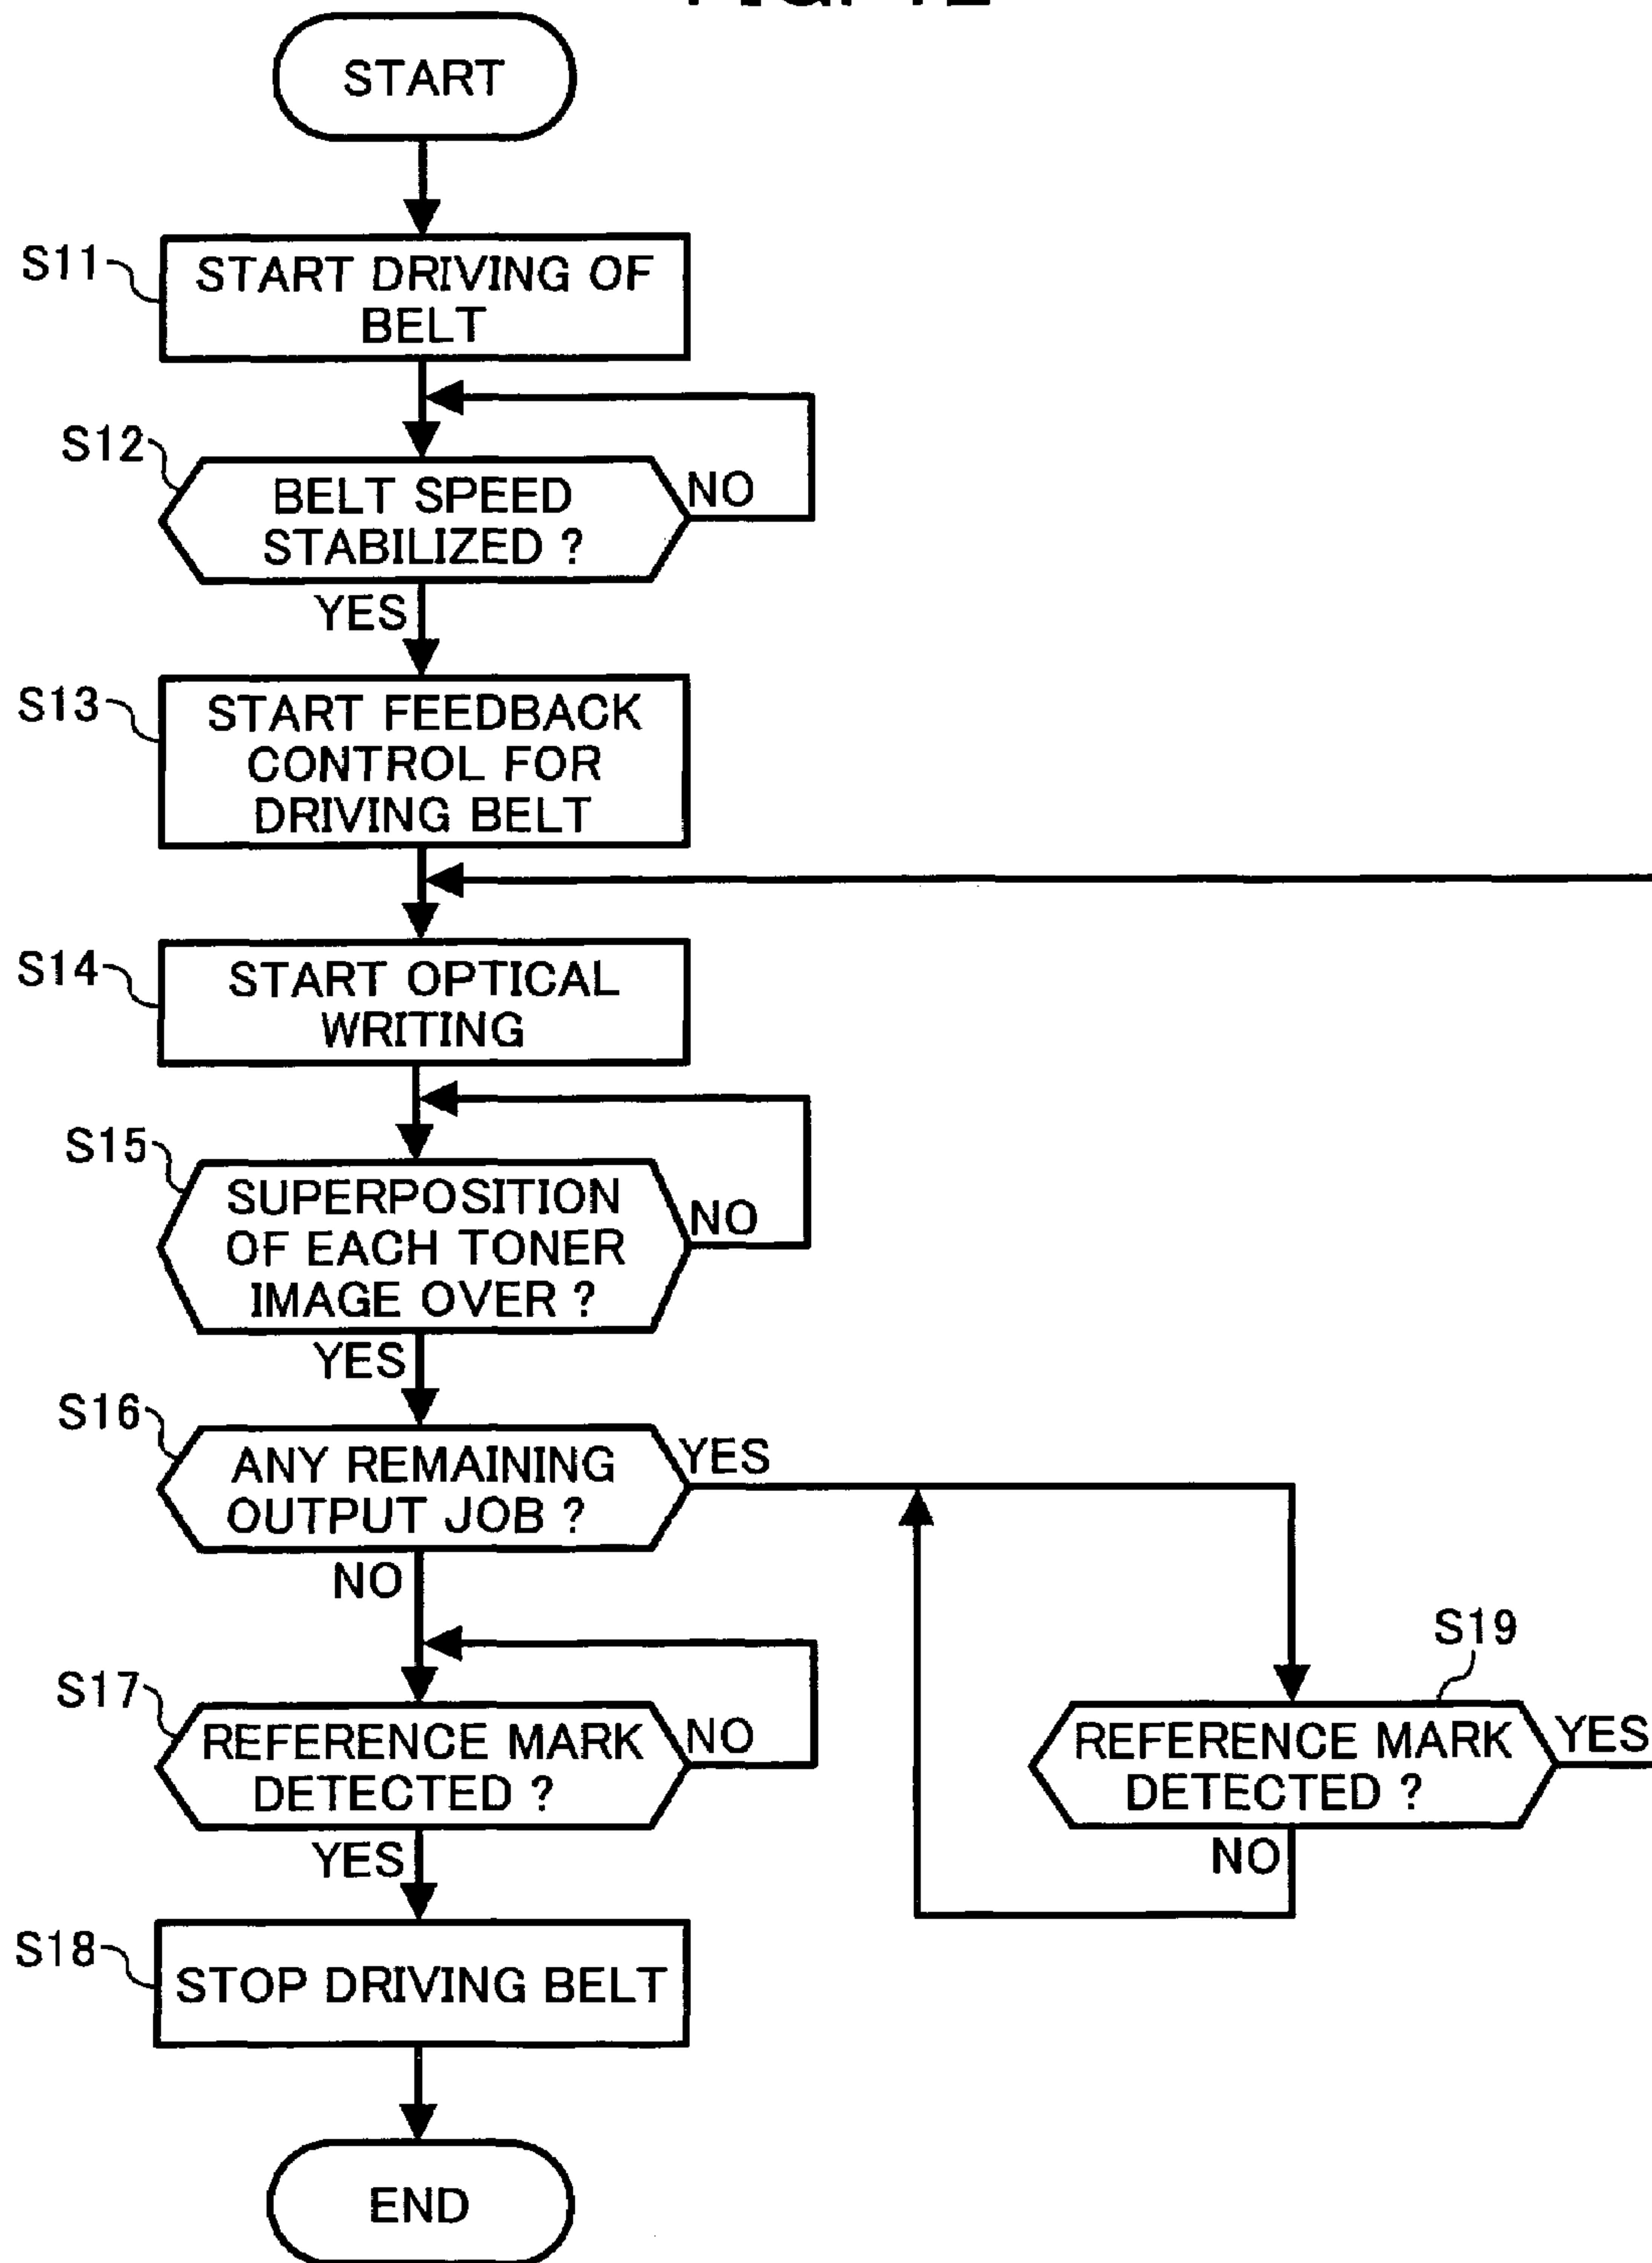 START
S11
START DRIVING OF
BELT
S12
BELT SPEED
STABILIZED ?
NO
YES
S13
START FEEDBACK
CONTROL FOR
DRIVING BELT
S14
START OPTICAL
WRITING
S15
SUPERPOSITION
OF EACH TONER
IMAGE OVER ?
NO
YES
S16
ANY REMAINING
OUTPUT JOB ?
YES
NO
S17
REFERENCE MARK
DETECTED ?
NO
YES
S19
REFERENCE MARK
DETECTED ?
YES
NO
S18
STOP DRIVING BELT
END